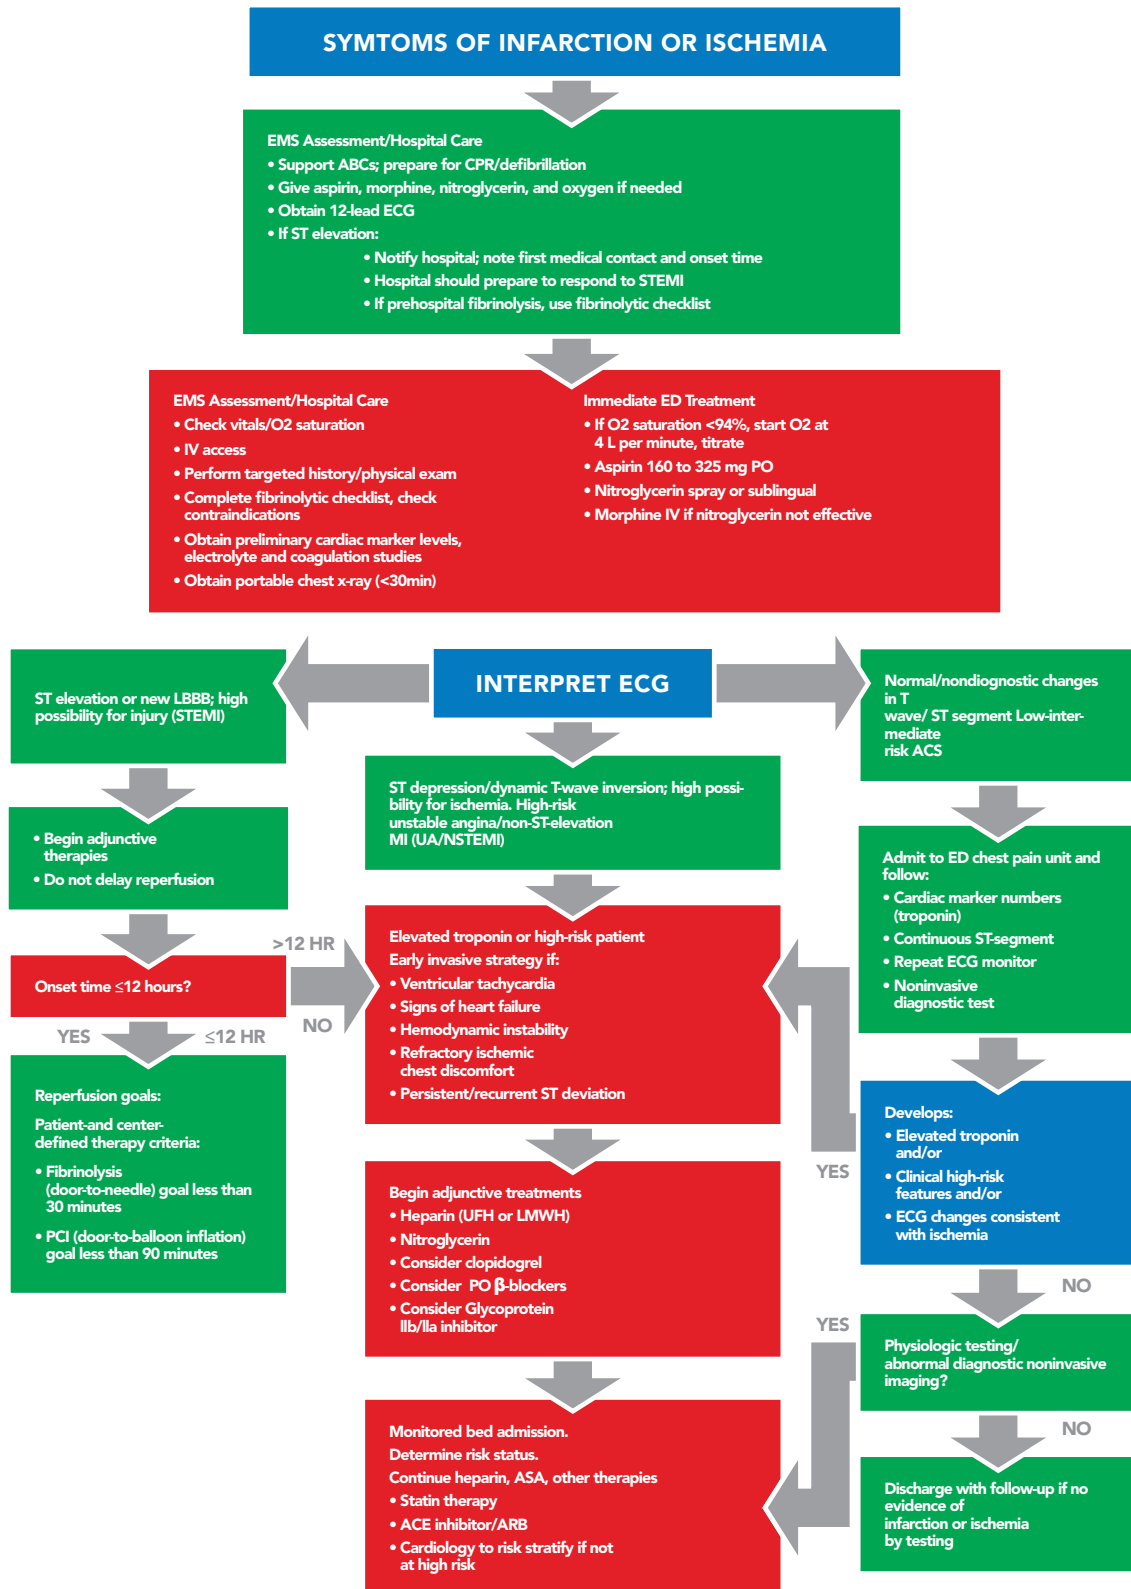 SYMTOMS OF INFARCTION OR ISCHEMIA
EMS Assessment/Hospital Care
• Support ABCs; prepare for CPR/defibrillation
• Give aspirin, morphine, nitroglycerin, and oxygen if needed
• Obtain 12-lead ECG
• If ST elevation:
• Notify hospital; note first medical contact and onset time
• Hospital should prepare to respond to STEMI
• If prehospital fibrinolysis, use fibrinolytic checklist
EMS Assessment/Hospital Care
• Check vitals/O2 saturation
• IV access
• Perform targeted history/physical exam
• Complete fibrinolytic checklist, check
contraindications
• Obtain preliminary cardiac marker levels,
electrolyte and coagulation studies
• Obtain portable chest x-ray (<30min)
Immediate ED Treatment
• If O2 saturation <94%, start O2 at
4 L per minute, titrate
• Aspirin 160 to 325 mg PO
• Nitroglycerin spray or sublingual
• Morphine IV if nitroglycerin not effective
INTERPRET ECG
ST elevation or new LBBB; high
possibility for injury (STEMI)
• Begin adjunctive
therapies
• Do not delay reperfusion
Onset time ≤12 hours?
>12 HR
NO
YES
≤12 HR
Reperfusion goals:
Patient-and center-
defined therapy criteria:
• Fibrinolysis
(door-to-needle) goal less than
30 minutes
• PCI (door-to-balloon inflation)
goal less than 90 minutes
ST depression/dynamic T-wave inversion; high possi-
bility for ischemia. High-risk
unstable angina/non-ST-elevation
MI (UA/NSTEMI)
Elevated troponin or high-risk patient
Early invasive strategy if:
• Ventricular tachycardia
• Signs of heart failure
• Hemodynamic instability
• Refractory ischemic
chest discomfort
• Persistent/recurrent ST deviation
Begin adjunctive treatments
• Heparin (UFH or LMWH)
• Nitroglycerin
• Consider clopidogrel
• Consider PO β-blockers
• Consider Glycoprotein
llb/lla inhibitor
Monitored bed admission.
Determine risk status.
Continue heparin, ASA, other therapies
• Statin therapy
• ACE inhibitor/ARB
• Cardiology to risk stratify if not
at high risk
Normal/nondiagnostic changes
in T
wave/ ST segment Low-inter-
mediate
risk ACS
Admit to ED chest pain unit and
follow:
• Cardiac marker numbers
(troponin)
• Continuous ST-segment
• Repeat ECG monitor
• Noninvasive
diagnostic test
Develops:
• Elevated troponin
and/or
• Clinical high-risk
features and/or
• ECG changes consistent
with ischemia
YES
NO
Physiologic testing/
abnormal diagnostic noninvasive
imaging?
YES
NO
Discharge with follow-up if no
evidence of
infarction or ischemia
by testing